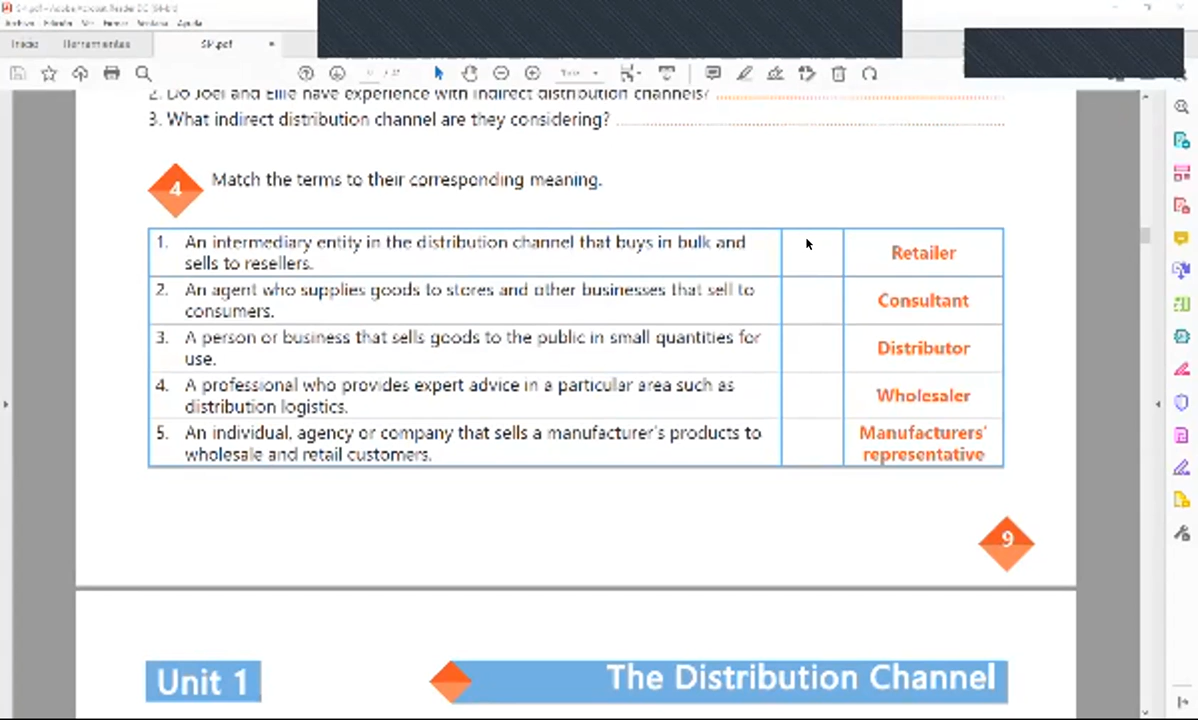 Inicio Herramientas
2. Do Joel and Ellie have experience with indirect distribution channels?
3. What indirect distribution channel are they considering?
4 Match the terms to their corresponding meaning.
1. An intermediary entity in the distribution channel that buys in bulk and
sells to resellers.
Retailer
2. An agent who supplies goods to stores and other businesses that sell to
consumers.
Consultant
3. A person or business that sells goods to the public in small quantities for
use.
Distributor
4. A professional who provides expert advice in a particular area such as
distribution logistics.
Wholesaler
5. An individual, agency or company that sells a manufacturer's products to
wholesale and retail customers.
Manufacturers'
representative
9
Unit 1
The Distribution Channel